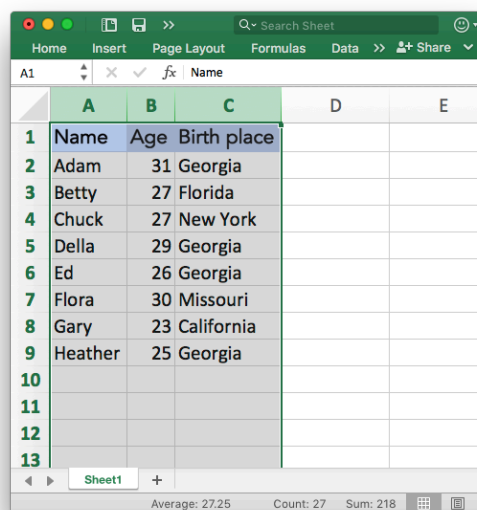 Search Sheet
Home Insert Page Layout Formulas Data >> Share
A1 fx Name
A B C D E
1 Name Age Birth place
2 Adam 31 Georgia
3 Betty 27 Florida
4 Chuck 27 New York
5 Della 29 Georgia
6 Ed 26 Georgia
7 Flora 30 Missouri
8 Gary 23 California
9 Heather 25 Georgia
10
11
12
13
Sheet1 +
Average: 27.25 Count: 27 Sum: 218